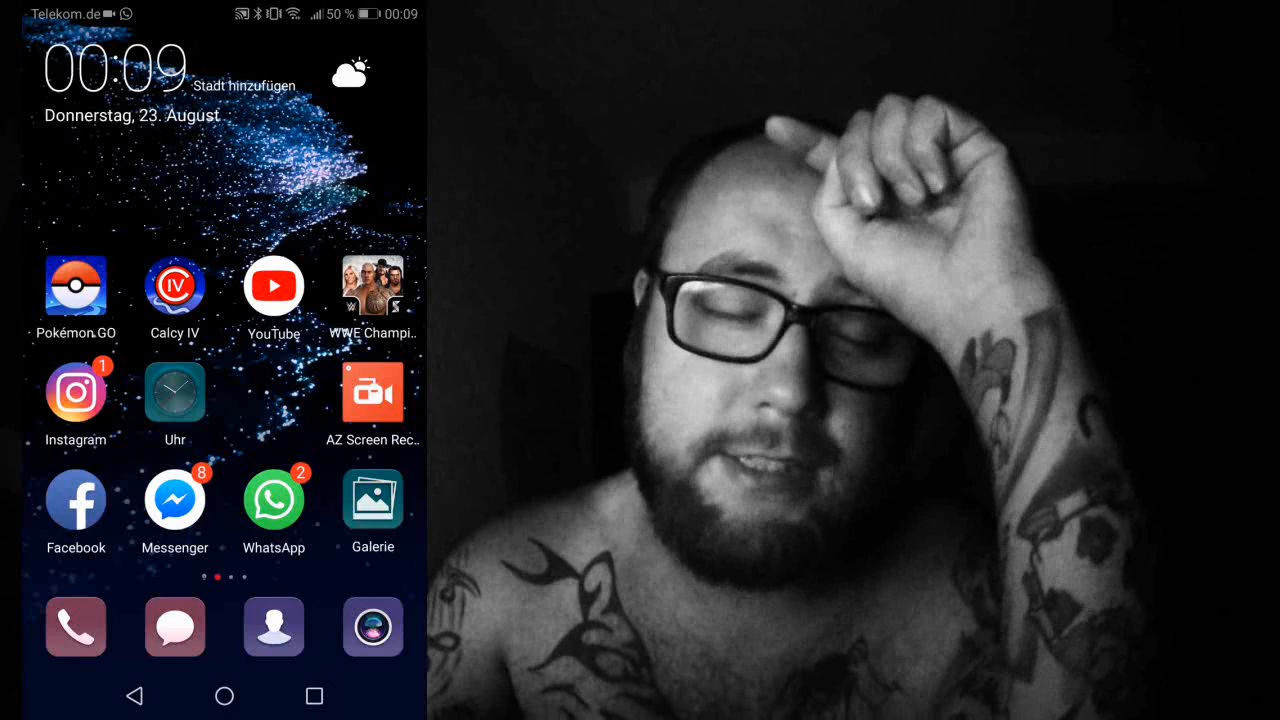 Telekom.de 50 % 00:09
00:09 Stadt hinzufügen
Donnerstag, 23. August
Pokémon GO Calcy IV YouTube WWE Champi..
1
Instagram Uhr AZ Screen Rec..
8 2
Facebook Messenger WhatsApp Galerie